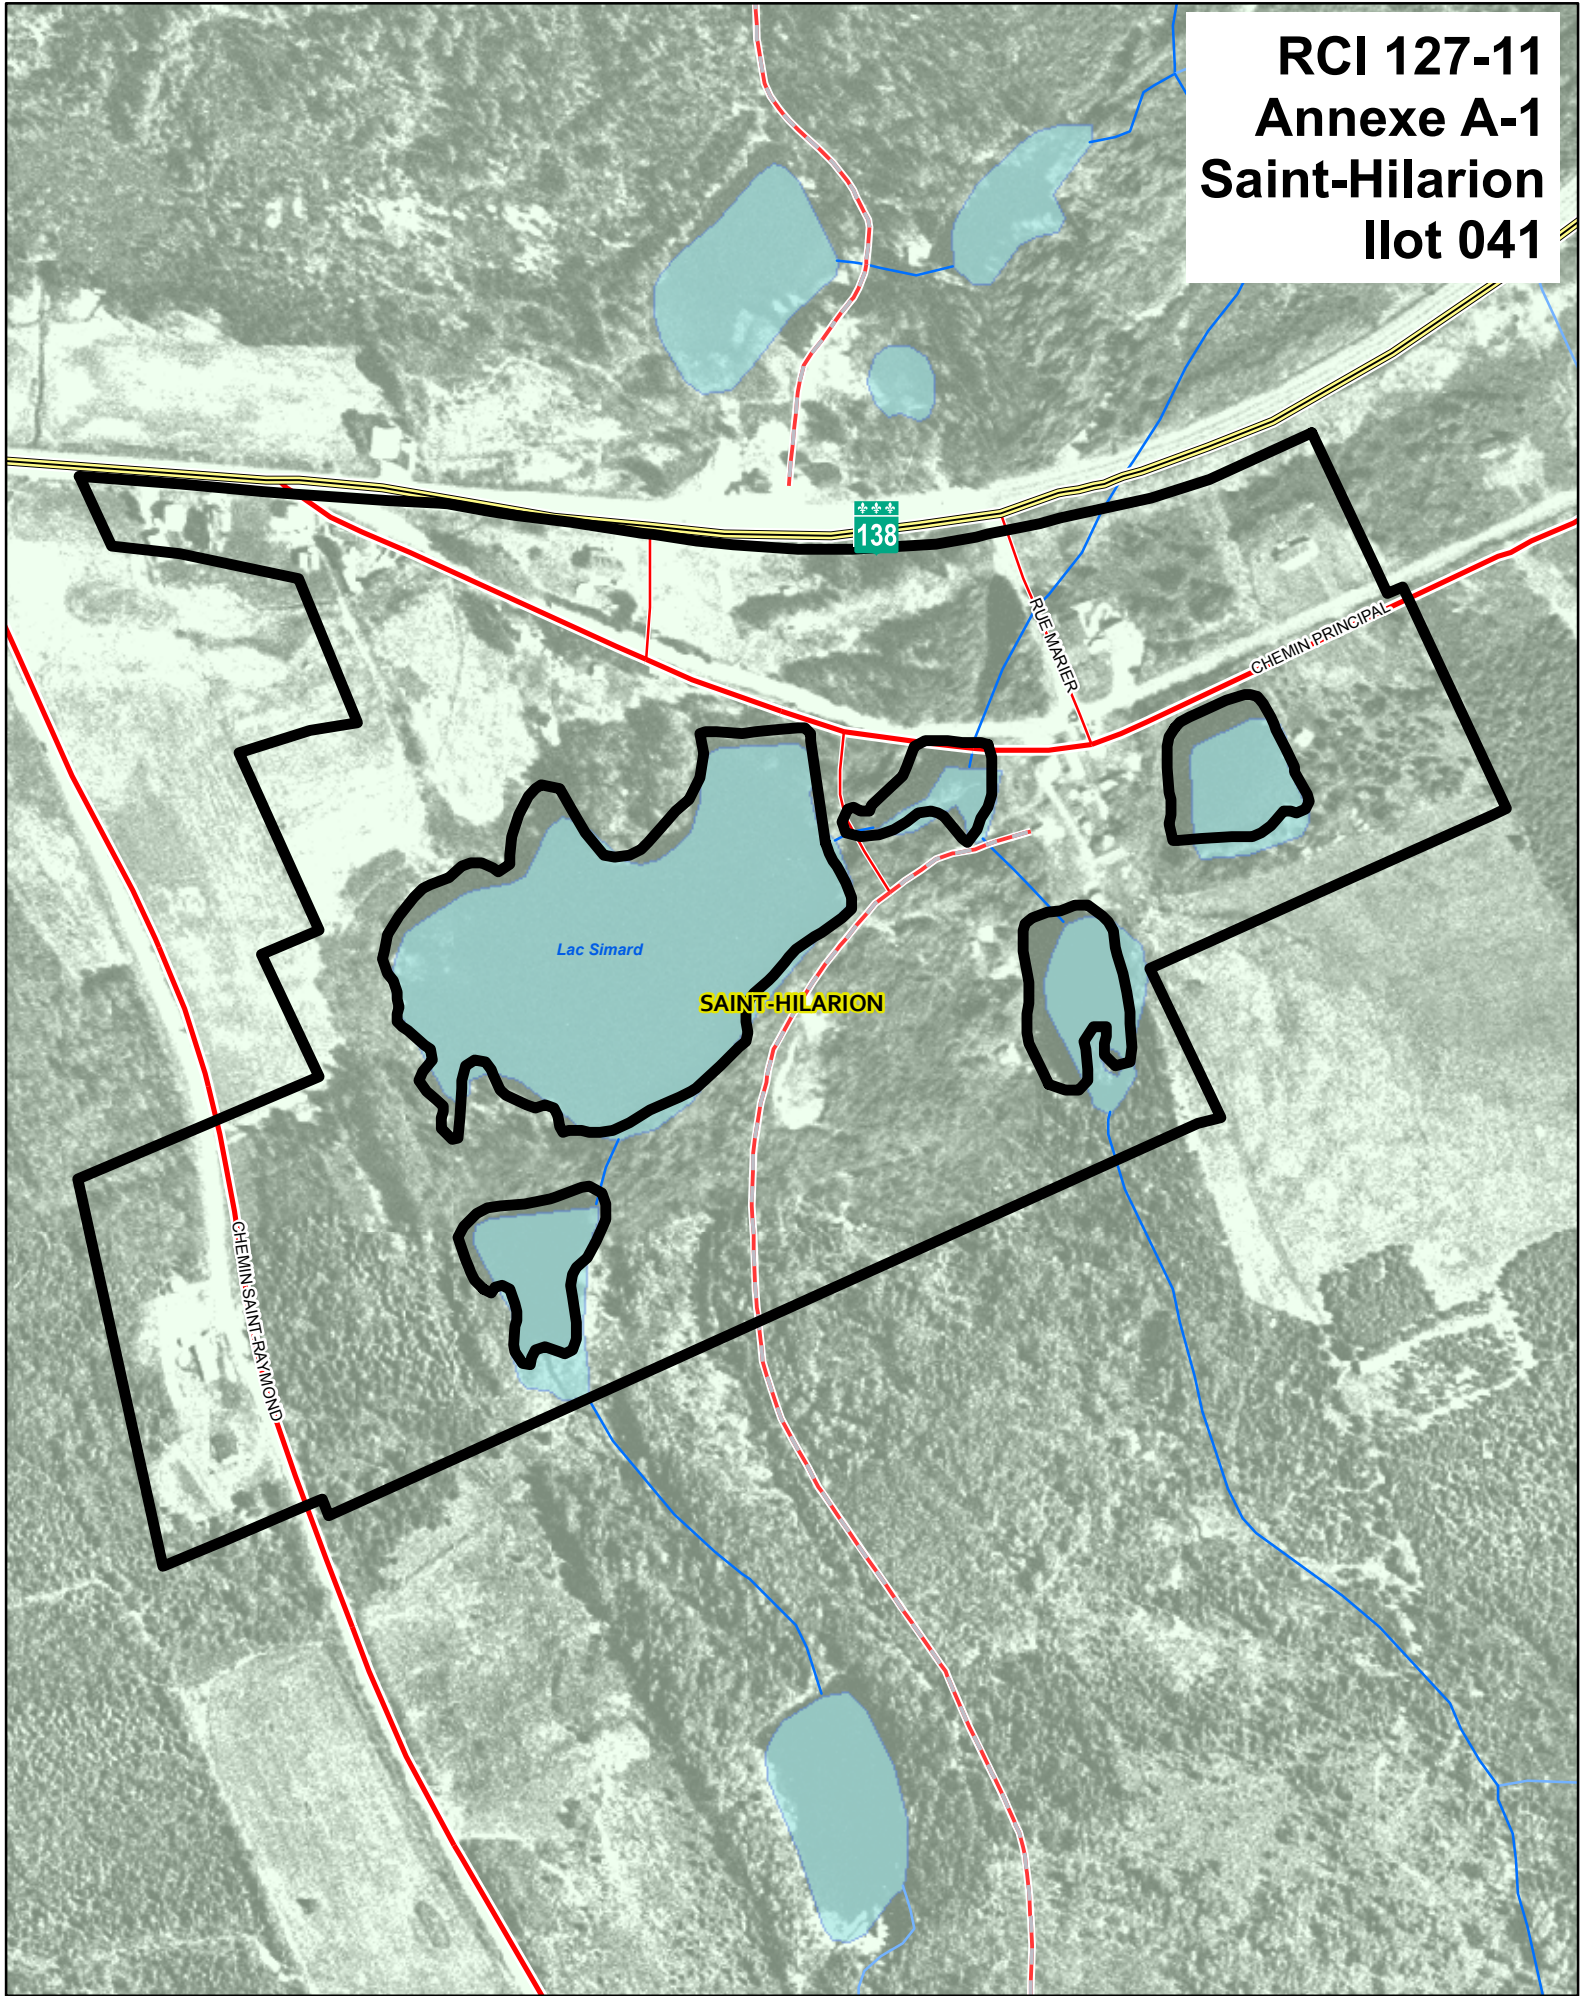 RCI 127-11
Annexe A-1
Saint-Hilarion
Ilot 041
138
RUE MARIER
CHEMIN PRINCIPAL
Lac Simard
SAINT-HILARION
CHEMIN SAINT-RAYMOND